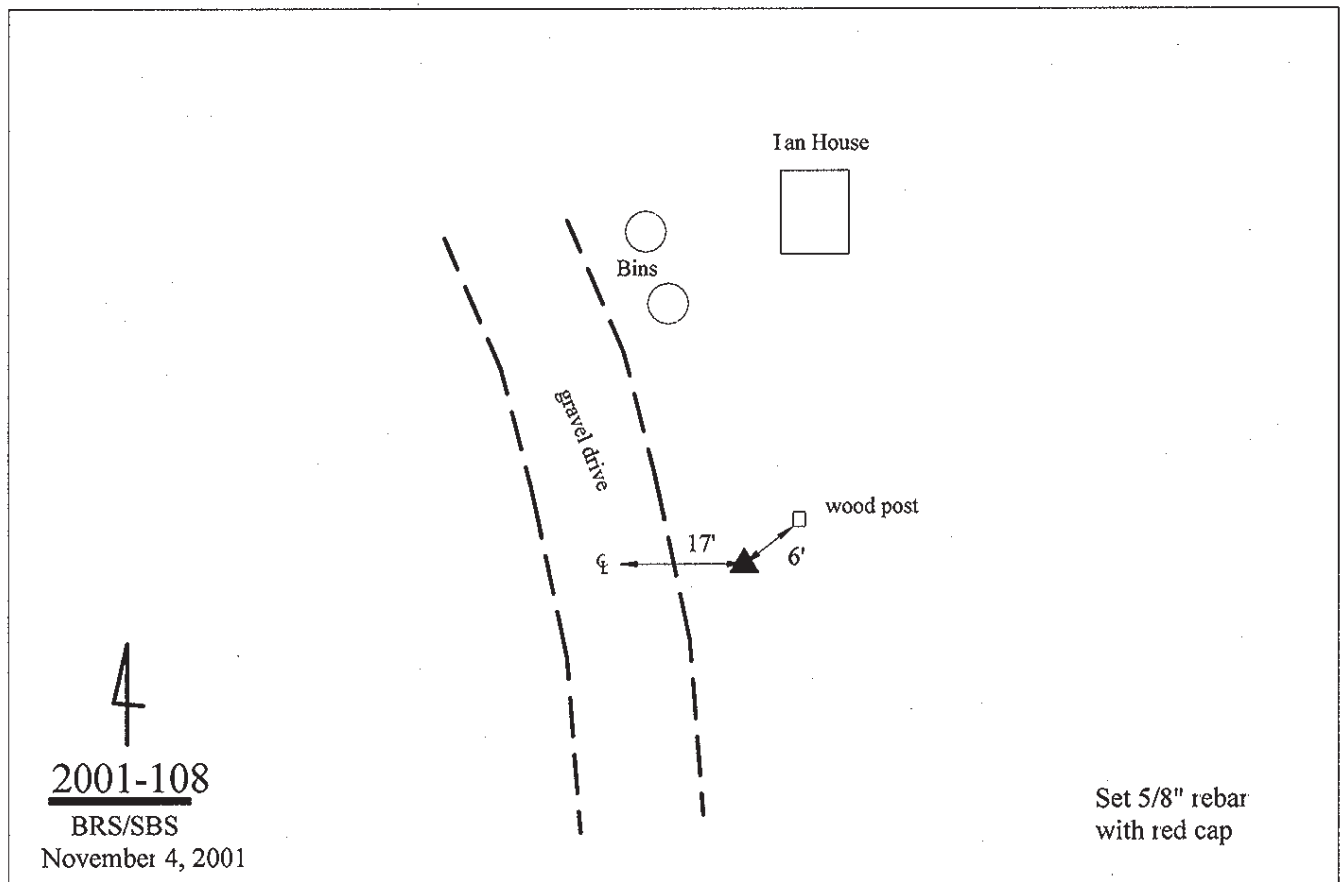 Ian House
Bins
gravel drive
wood post
17'
6'
℄
2001-108
BRS/SBS
November 4, 2001
Set 5/8" rebar
with red cap